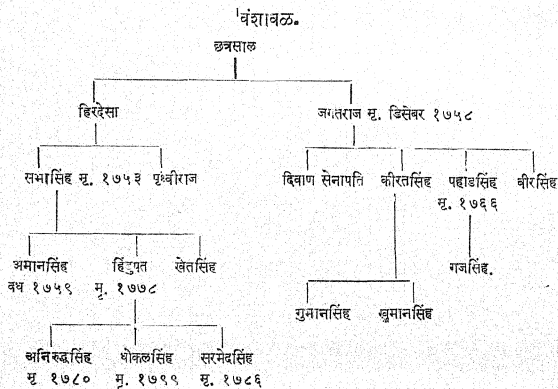 वंशावळ.
छत्रसाल
हिरदेसा जगतराज मृ. डिसेंबर १७५८
सभासिंह मृ. १७५३ पृथ्वीराज दिवाण सेनापति कीरतसिंह पहाडसिंह बीरसिंह
मृ. १७६६
अमानसिंह हिंदुपत खेतसिंह गजसिंह.
वध १७५९ मृ. १७७८
गुमानसिंह खुमानसिंह
अनिरुद्धसिंह धोकलसिंह सरमेदसिंह
मृ १७८० मृ. १७९९ मृ. १७८६